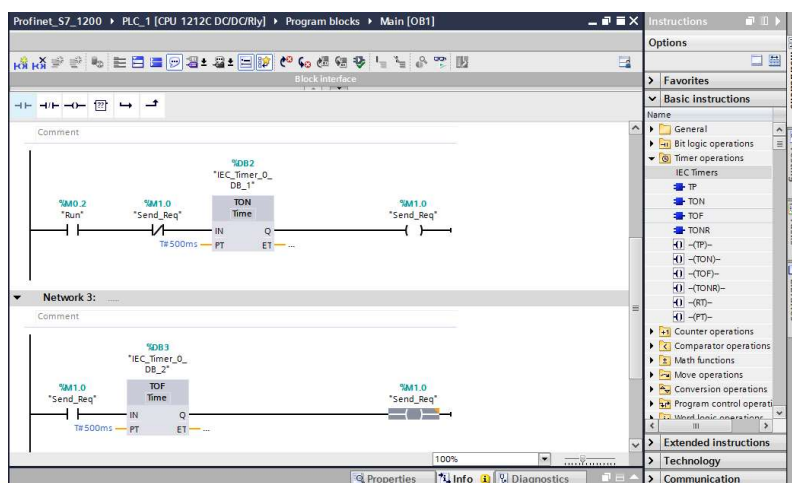 Profinet_S7_1200 ▸ PLC_1 [CPU 1212C DC/DC/Rly] ▸ Program blocks ▸ Main [OB1]
Block interface
Comment
%DB2
"IEC_Timer_0_
DB_1"
%M0.2
"Run"
%M1.0
"Send_Req"
TON
Time
IN
Q
T#500ms
PT
ET
...
%M1.0
"Send_Req"
Network 3:
.....
Comment
%DB3
"IEC_Timer_0_
DB_2"
%M1.0
"Send_Req"
TOF
Time
IN
Q
T#500ms
PT
ET
...
%M1.0
"Send_Req"
100%
Properties
Info
Diagnostics
Instructions
Options
Favorites
Basic instructions
Name
General
Bit logic operations
Timer operations
IEC Timers
TP
TON
TOF
TONR
–(TP)–
–(TON)–
–(TOF)–
–(TONR)–
–(RT)–
–(PT)–
Counter operations
Comparator operations
Math functions
Move operations
Conversion operations
Program control operati
Word logic operations
Extended instructions
Technology
Communication